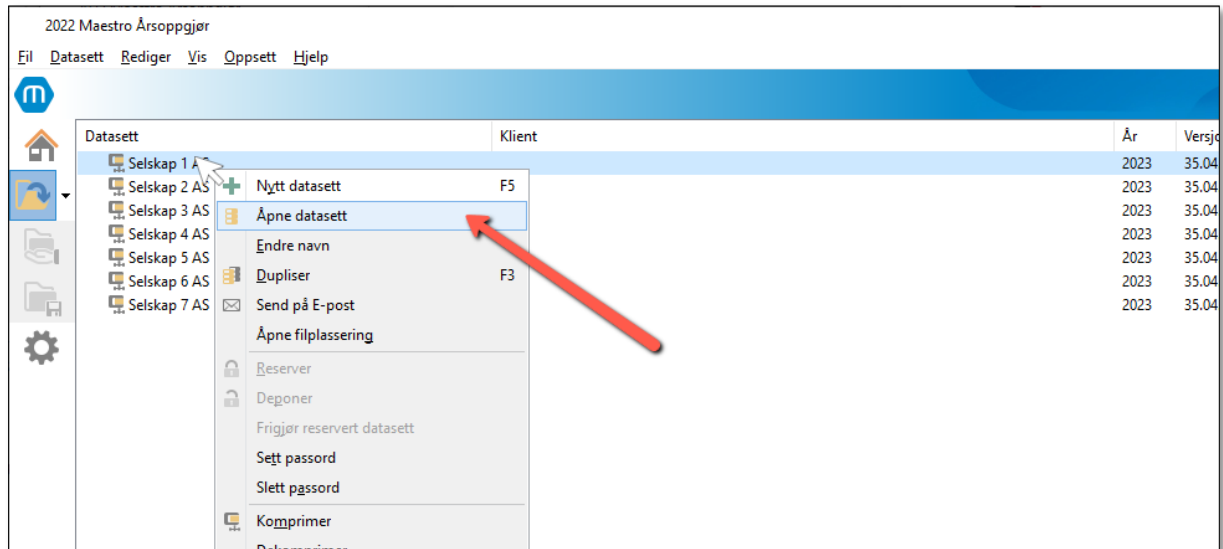 2022 Maestro Årsoppgjør
Fil Datasett Rediger Vis Oppsett Hjelp
m
Datasett Klient År
Selskap 1 2023 35.04
Selskap 2 AS 2023 35.04
Selskap 3 AS 2023 35.04
Selskap 4 AS 2023 35.04
Selskap 5 AS 2023 35.04
Selskap 6 AS 2023 35.04
Selskap 7 AS 2023 35.04
Nytt datasett F5
Åpne datasett
Endre navn
Dupliser F3
Send på E-post
Åpne filplassering
Reserver
Deponer
Frigjør reservert datasett
Sett passord
Slett passord
Komprimer